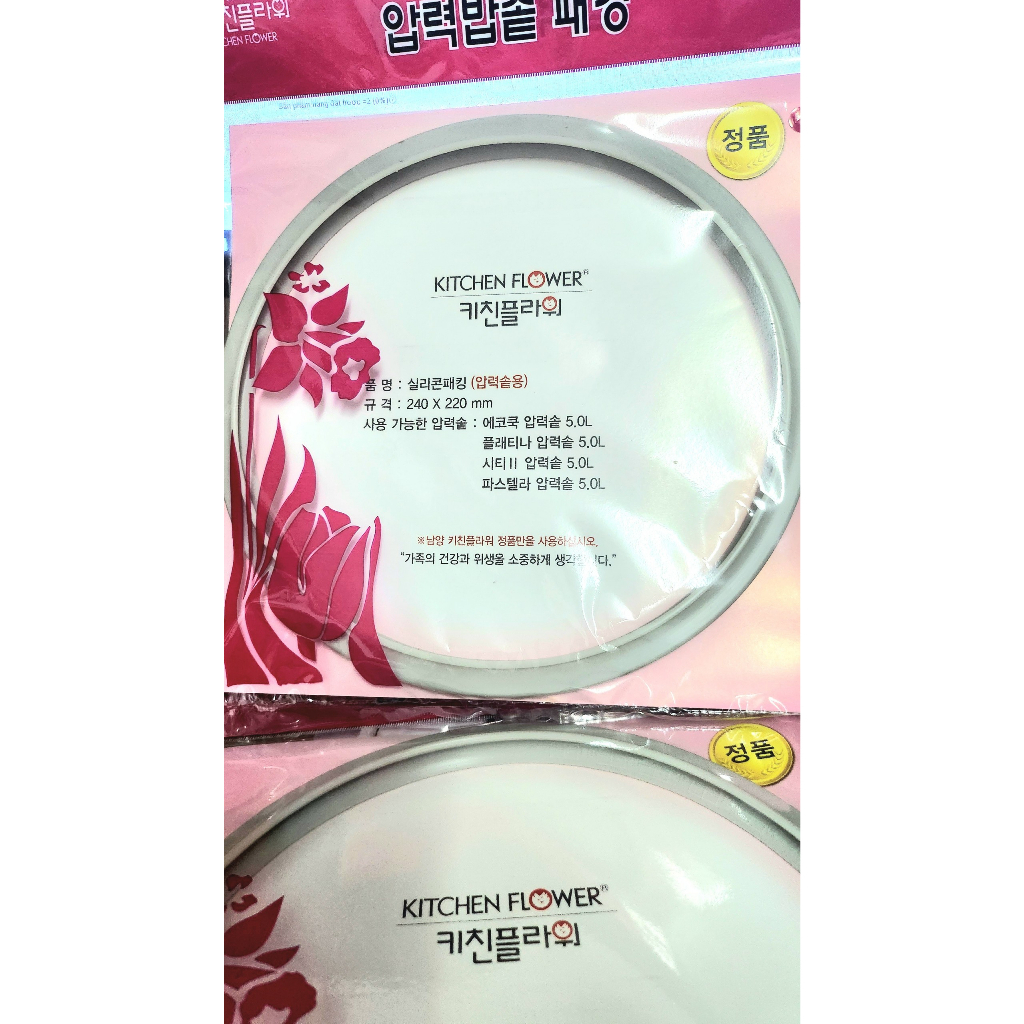 친플라워
CHEN FLOWER
압력밥솥 패킹
정품
KITCHEN FLOWER®
키친플라워
품 명 : 실리콘패킹 (압력솥용)
규 격 : 240 X 220 mm
사용 가능한 압력솥 : 에코쿡 압력솥 5.0L
플래티나 압력솥 5.0L
시티II 압력솥 5.0L
파스텔라 압력솥 5.0L
※남양 키친플라워 정품만을 사용하십시오.
"가족의 건강과 위생을 소중하게 생각합니다."
정품
KITCHEN FLOWER®
키친플라워